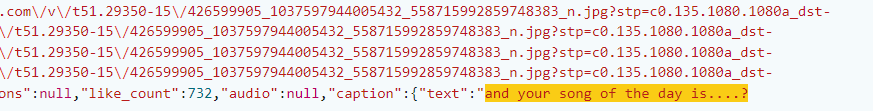 .com\/v\/t51.29350-15\/426599905_1037597944005432_558715992859748383_n.jpg?stp=c0.135.1080.1080a_dst-
\/t51.29350-15\/426599905_1037597944005432_558715992859748383_n.jpg?stp=c0.135.1080.1080a_dst-
\/t51.29350-15\/426599905_1037597944005432_558715992859748383_n.jpg?stp=c0.135.1080.1080a_dst-
\/t51.29350-15\/426599905_1037597944005432_558715992859748383_n.jpg?stp=c0.135.1080.1080a_dst-
ons":null,"like_count":732,"audio":null,"caption":{"text":"and your song of the day is....?